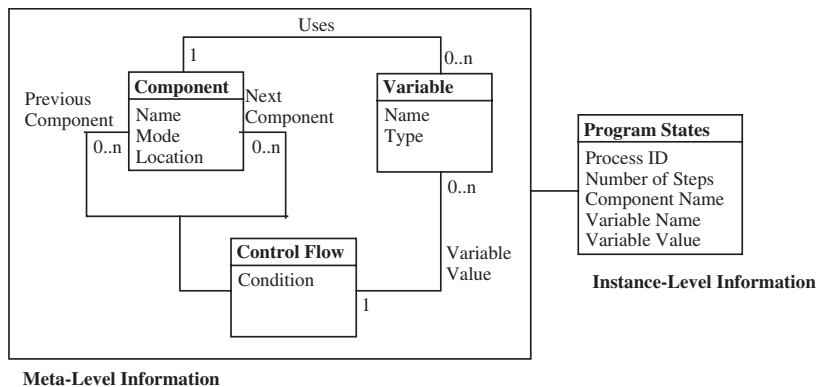 Uses
1
0..n
Component
Name
Mode
Location
Previous
Component
0..n
Next
Component
0..n
Variable
Name
Type
0..n
Program States
Process ID
Number of Steps
Component Name
Variable Name
Variable Value
Control Flow
Condition
Variable
Value
1
Instance-Level Information
Meta-Level Information